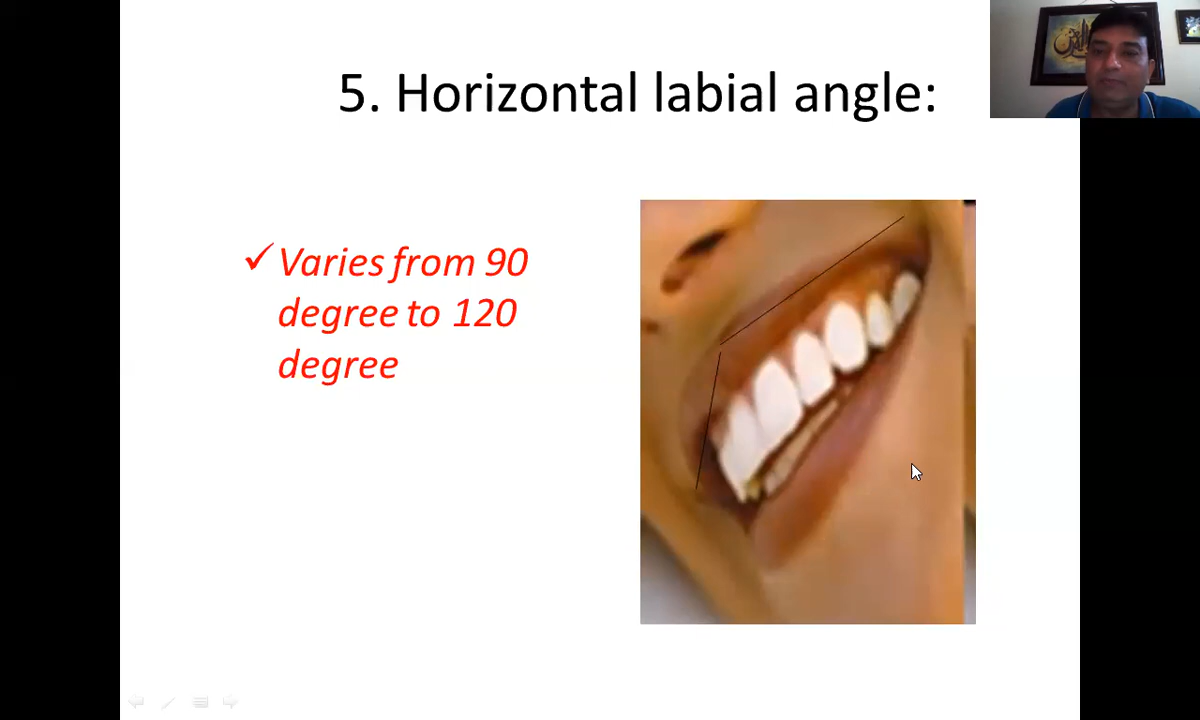 5. Horizontal labial angle:
✓ Varies from 90
degree to 120
degree